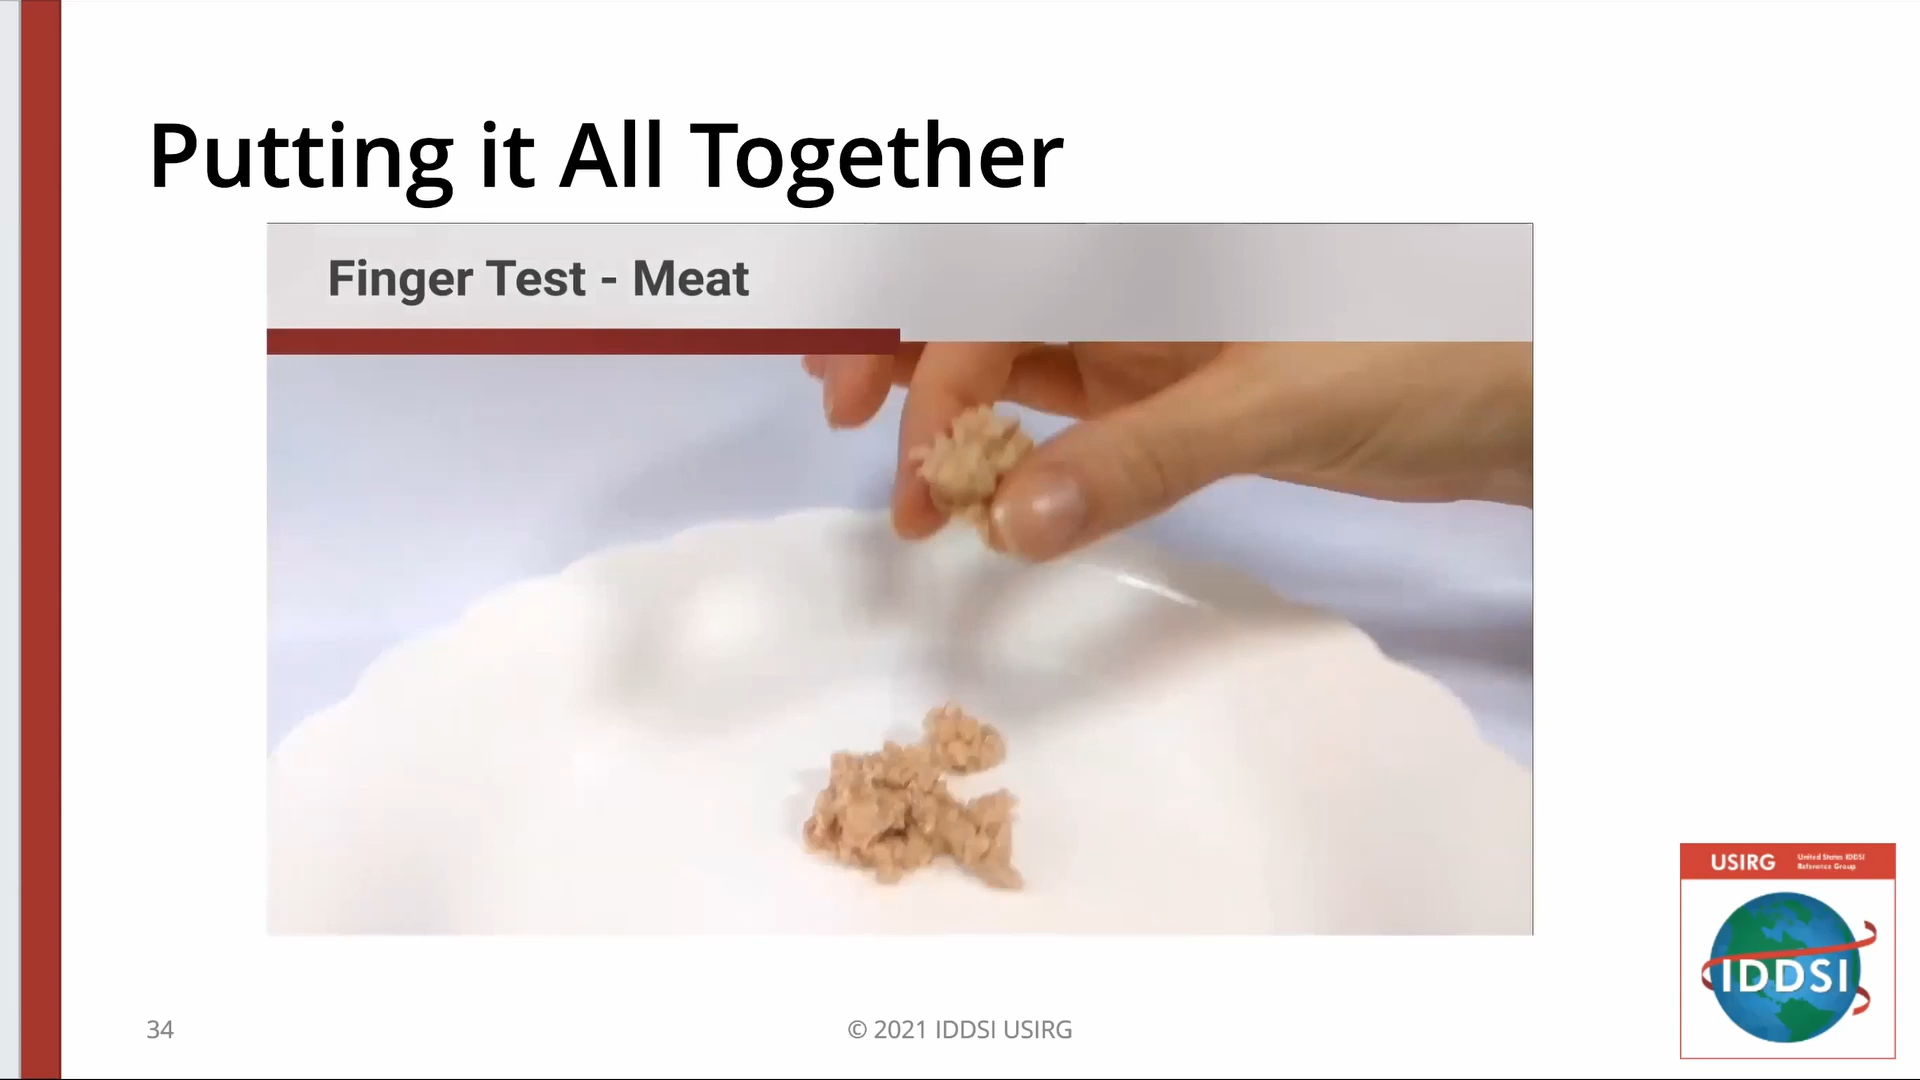 Putting it All Together
Finger Test - Meat
USIRG
United States IDDSI
Reference Group
IDDSI
34
© 2021 IDDSI USIRG